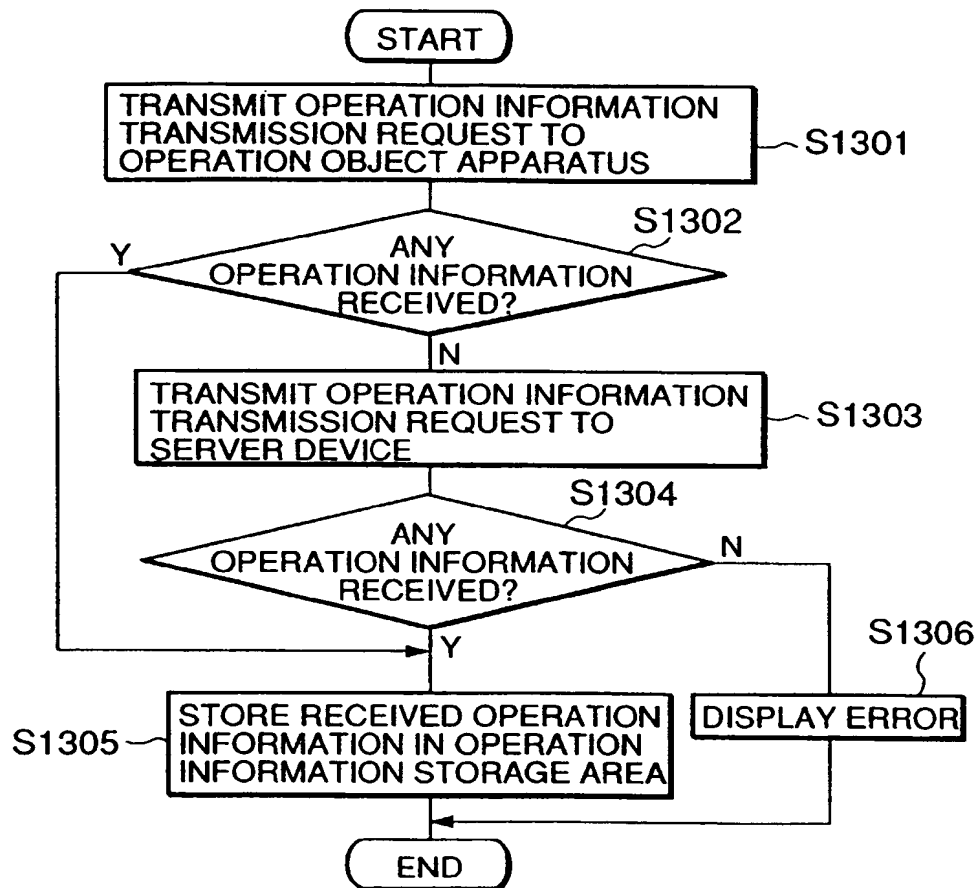 START
TRANSMIT OPERATION INFORMATION
TRANSMISSION REQUEST TO
OPERATION OBJECT APPARATUS
S1301
S1302
Y
ANY
OPERATION INFORMATION
RECEIVED?
N
TRANSMIT OPERATION INFORMATION
TRANSMISSION REQUEST TO
SERVER DEVICE
S1303
S1304
ANY
OPERATION INFORMATION
RECEIVED?
N
Y
S1306
STORE RECEIVED OPERATION
INFORMATION IN OPERATION
INFORMATION STORAGE AREA
S1305
DISPLAY ERROR
END